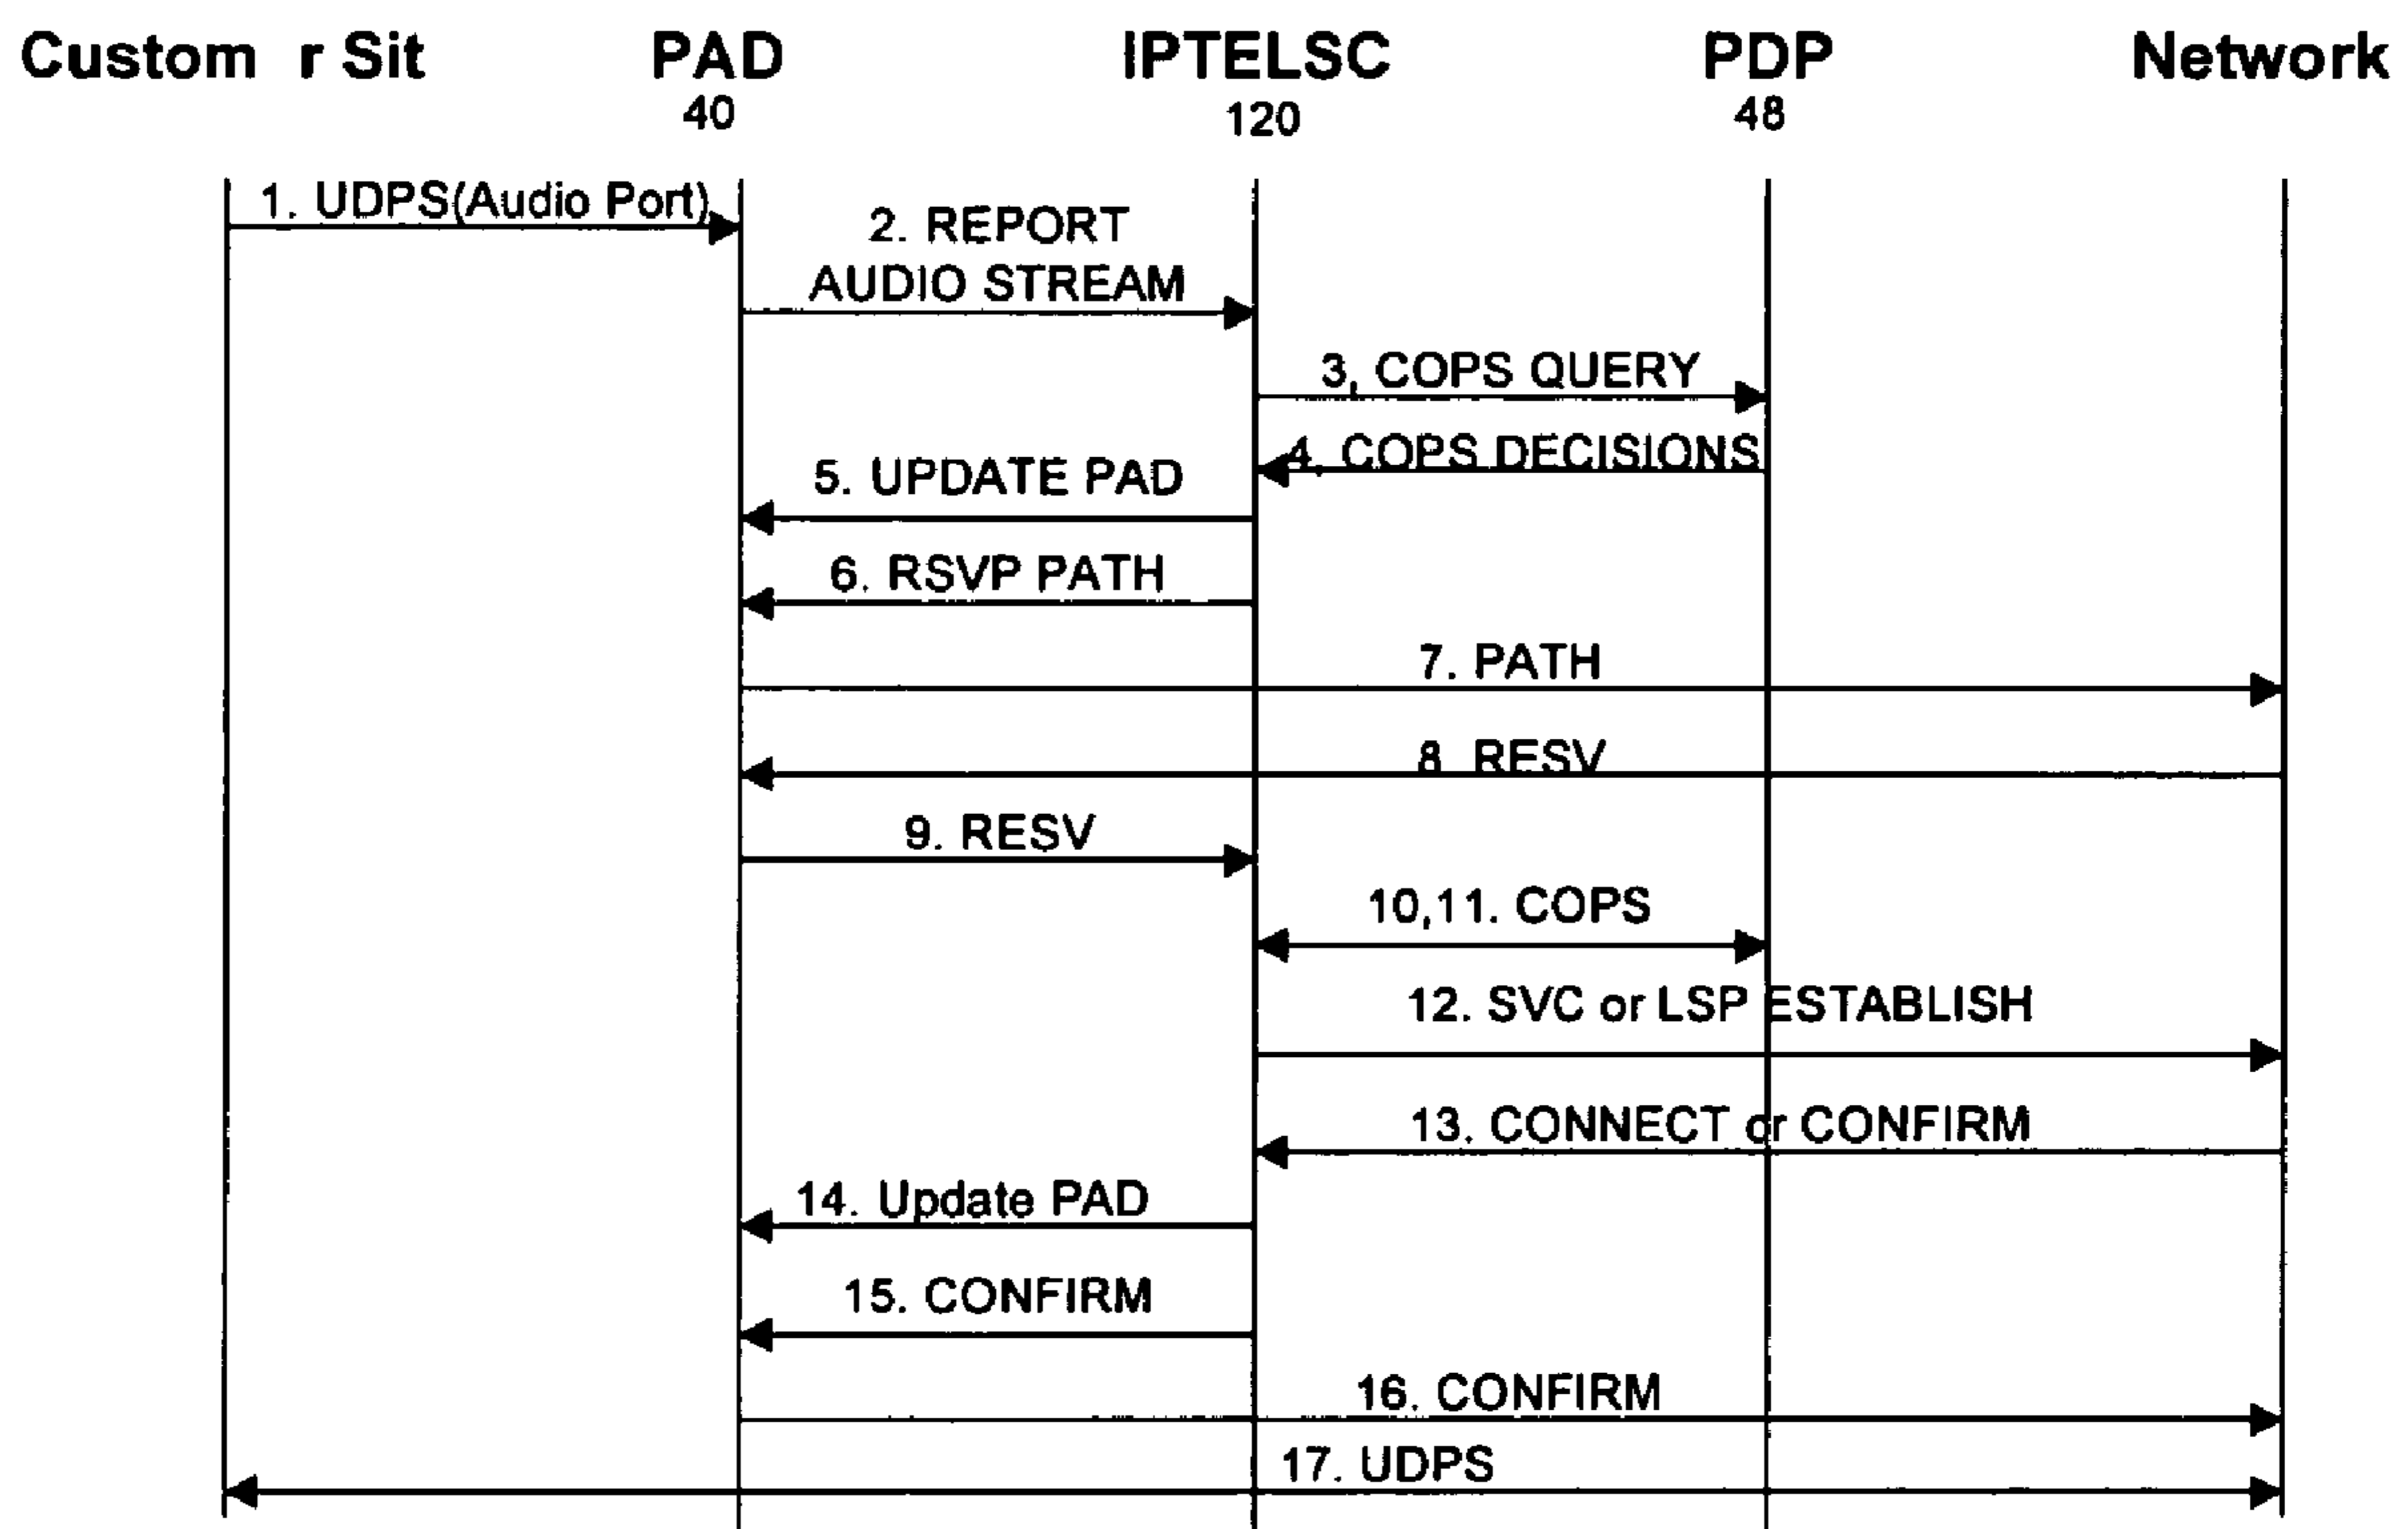 Custom r Sit
PAD
IPTELSC
PDP
Network
40
120
48
1. UDPS(Audio Port)
2. REPORT
AUDIO STREAM
3, COPS QUERY
4, COPS DECISIONS
5. UPDATE PAD
6. RSVP PATH
7. PATH
8 RESV
9. RESV
10,11. COPS
12. SVC or LSP ESTABLISH
13. CONNECT or CONFIRM
14. Update PAD
15. CONFIRM
16. CONFIRM
17. UDPS